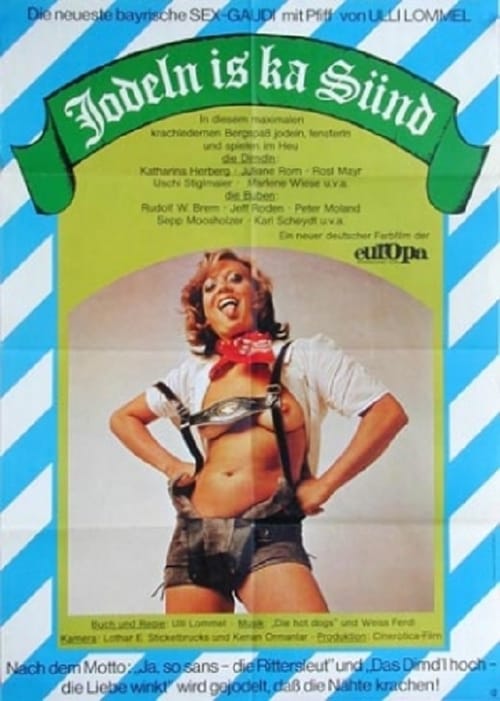 Die neueste bayrische SEX-GAUDI mit Pfiff von ULLI LOMMEL
Jodeln is ka Sünd
In diesem maximalen
krachledernen Bergspaß jodeln, fensterln
und spielen im Heu
die Dirndln:
Katharina Herberg · Juliane Rom · Rosl Mayr
Uschi Stiglmaier · Marlene Wiese u.v.a.
die Buben:
Rudolf W. Brem · Jeff Roden · Peter Moland
Sepp Moosholzer · Karl Scheydt u.v.a.
Ein neuer deutscher Farbfilm der
euROpa
Buch und Regie: Ulli Lommel · Musik: „Die hot dogs" und Weiss Ferdl
Kamera: Lothar E. Stickelbrucks und Kenan Ormanlar · Produktion: Cinerotica-Film
Nach dem Motto: „Ja, so sans – die Rittersleut" und „Das Dirnd'l hoch –
die Liebe winkt" wird gejodelt, daß die Nähte krachen!